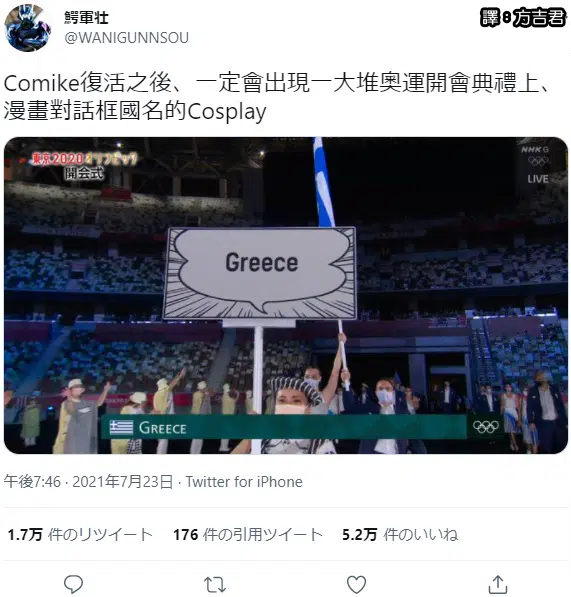 鰐軍壮
@WANIGUNNSOU
譯8方吉君
Comike復活之後、一定會出現一大堆奧運開會典禮上、
漫畫對話框國名的Cosplay
東京2020オリンピック
開会式
NHK G
LIVE
Greece
GREECE
午後7:46 · 2021年7月23日 · Twitter for iPhone
1.7万 件のリツイート 176 件の引用ツイート 5.2万 件のいいね